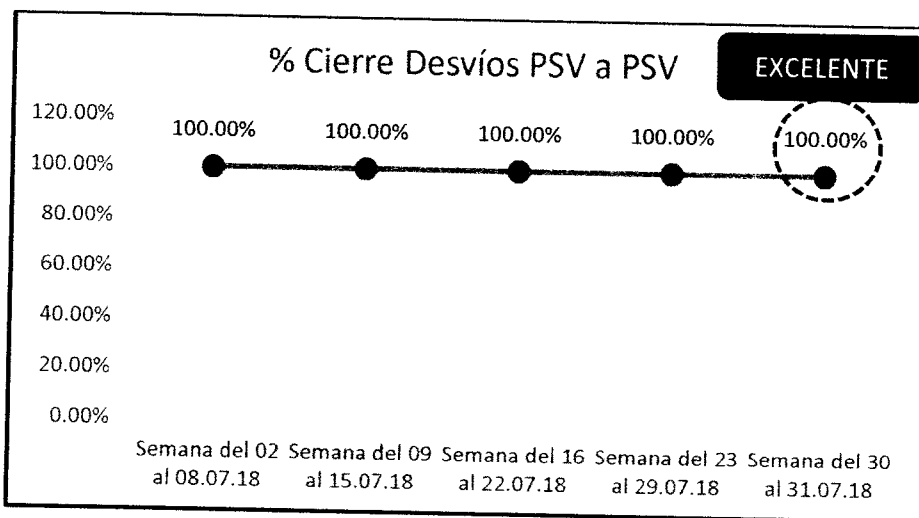 % Cierre Desvíos PSV a PSV
EXCELENTE
120.00%
100.00%
80.00%
60.00%
40.00%
20.00%
0.00%
100.00%
100.00%
100.00%
100.00%
100.00%
Semana del 02
al 08.07.18
Semana del 09
al 15.07.18
Semana del 16
al 22.07.18
Semana del 23
al 29.07.18
Semana del 30
al 31.07.18